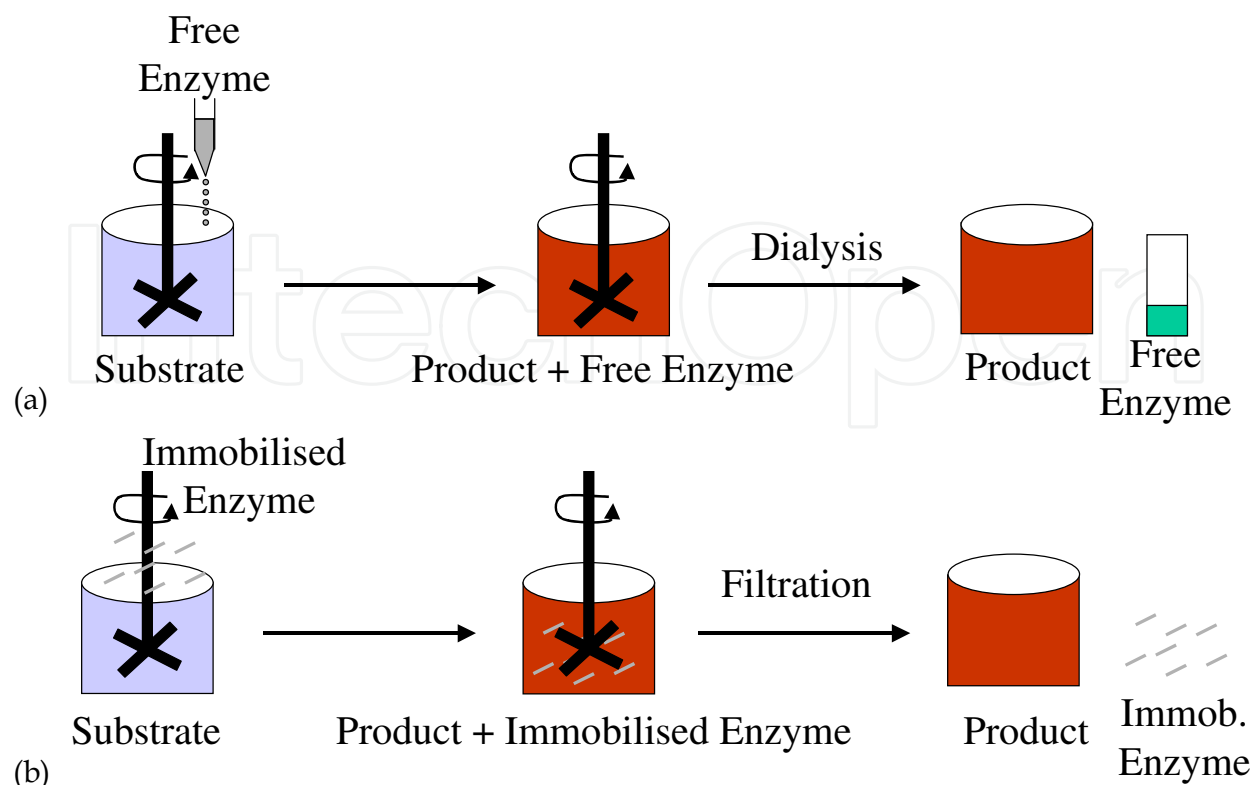 Free
Enzyme
Dialysis
Substrate
Product + Free Enzyme
Product
Free
Enzyme
(a)
Immobilised
Enzyme
Filtration
Substrate
Product + Immobilised Enzyme
Product
Immob.
Enzyme
(b)
IntechOpen